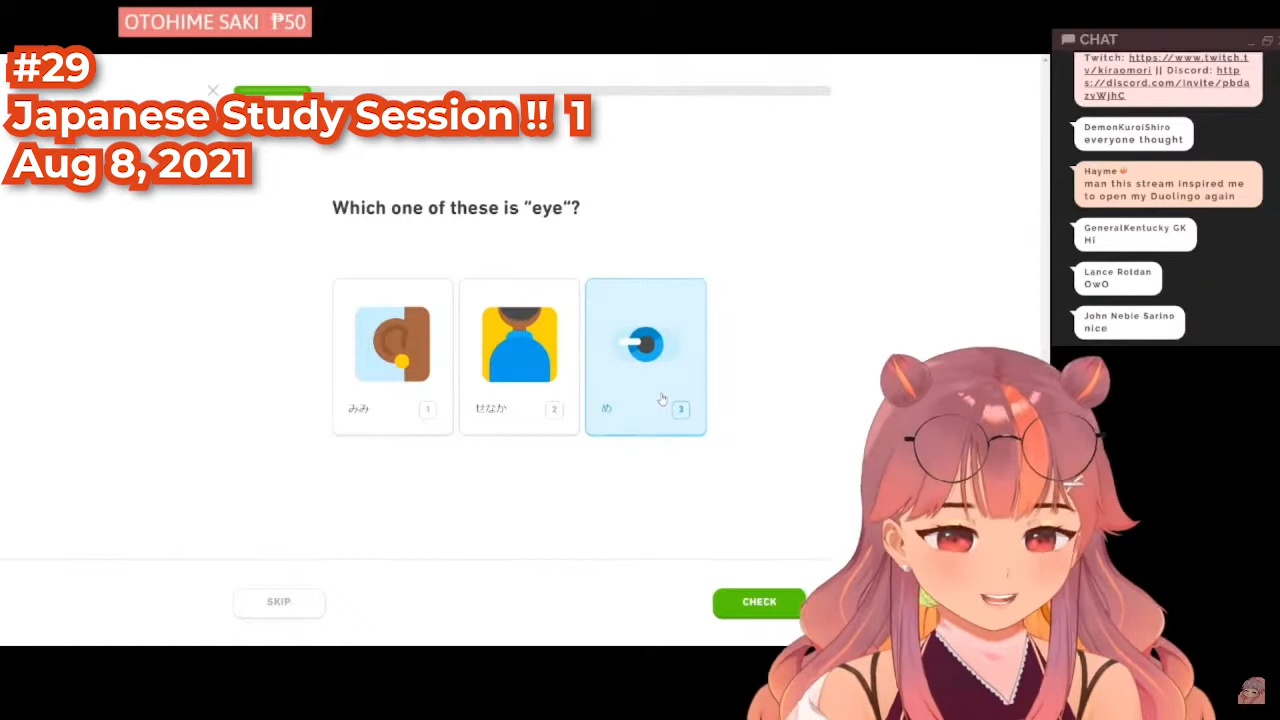 OTOHIME SAKI ₱50
#29
Japanese Study Session !! 1
Aug 8, 2021
Which one of these is “eye“?
みみ 1
せなか 2
め 3
SKIP
CHECK
CHAT
Twitch: https://www.twitch.t
v/kiraomori || Discord: http
s://discord.com/invite/pbda
zvWjhC
DemonKuroiShiro
everyone thought
Hayme
man this stream inspired me
to open my Duolingo again
GeneralKentucky GK
Hi
Lance Roldan
OwO
John Nebie Sarino
nice